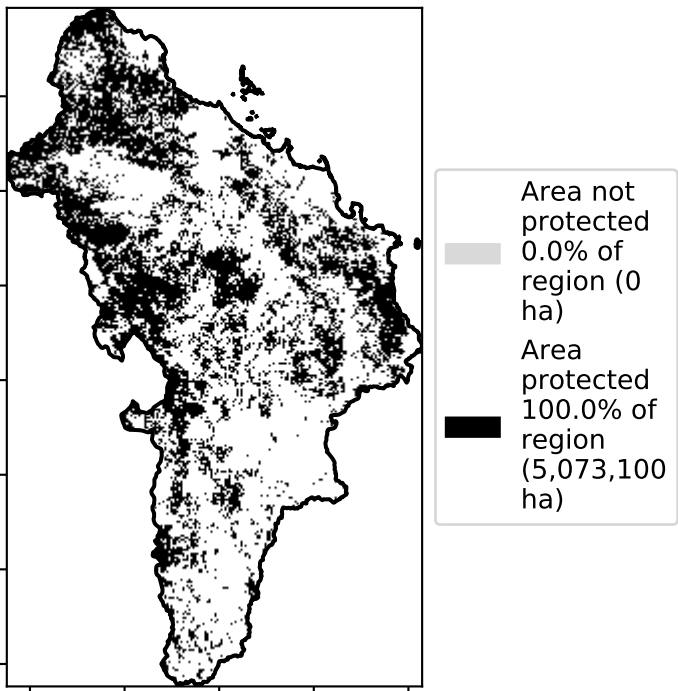 Area not
protected
0.0% of
region (0
ha)
Area
protected
100.0% of
region
(5,073,100
ha)